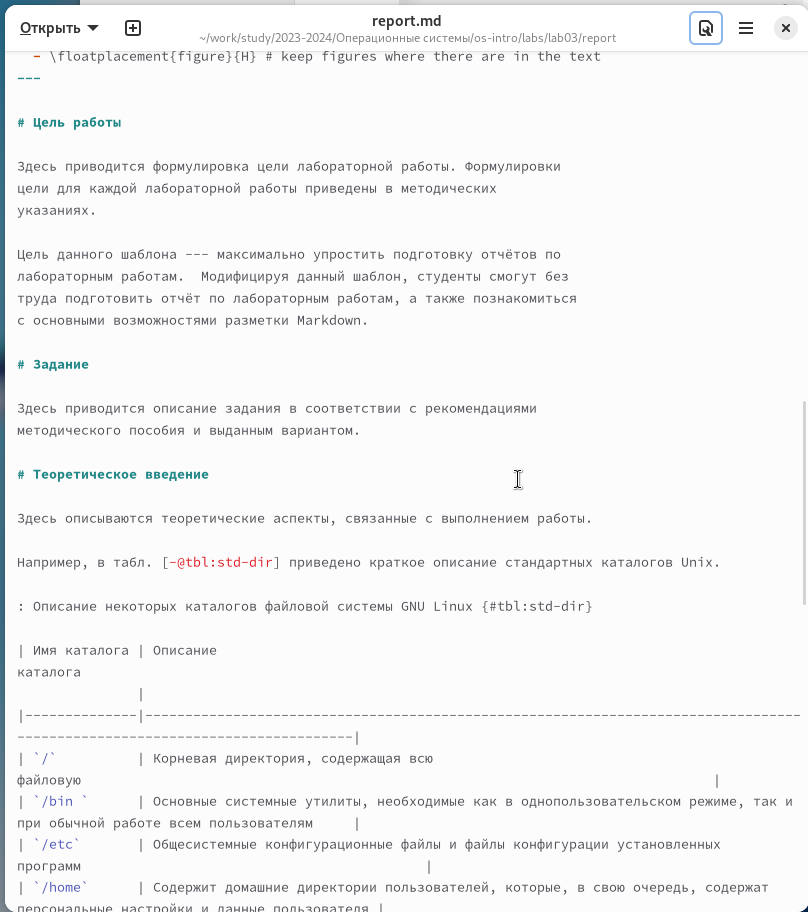 Открыть
report.md
~/work/study/2023-2024/Операционные системы/os-intro/labs/lab03/report
- \floatplacement{figure}{H} # keep figures where there are in the text
---
# Цель работы
Здесь приводится формулировка цели лабораторной работы. Формулировки
цели для каждой лабораторной работы приведены в методических
указаниях.
Цель данного шаблона --- максимально упростить подготовку отчётов по
лабораторным работам.  Модифицируя данный шаблон, студенты смогут без
труда подготовить отчёт по лабораторным работам, а также познакомиться
с основными возможностями разметки Markdown.
# Задание
Здесь приводится описание задания в соответствии с рекомендациями
методического пособия и выданным вариантом.
# Теоретическое введение
Здесь описываются теоретические аспекты, связанные с выполнением работы.
Например, в табл. [-@tbl:std-dir] приведено краткое описание стандартных каталогов Unix.
: Описание некоторых каталогов файловой системы GNU Linux {#tbl:std-dir}
| Имя каталога | Описание
каталога
|
|--------------|----------------------------------------------------------------------------------
------------------------------------------|
| `/`          | Корневая директория, содержащая всю
файловую |
| `/bin `      | Основные системные утилиты, необходимые как в однопользовательском режиме, так и
при обычной работе всем пользователям |
| `/etc`       | Общесистемные конфигурационные файлы и файлы конфигурации установленных
программ |
| `/home`      | Содержит домашние директории пользователей, которые, в свою очередь, содержат
персональные настройки и данные пользователя |